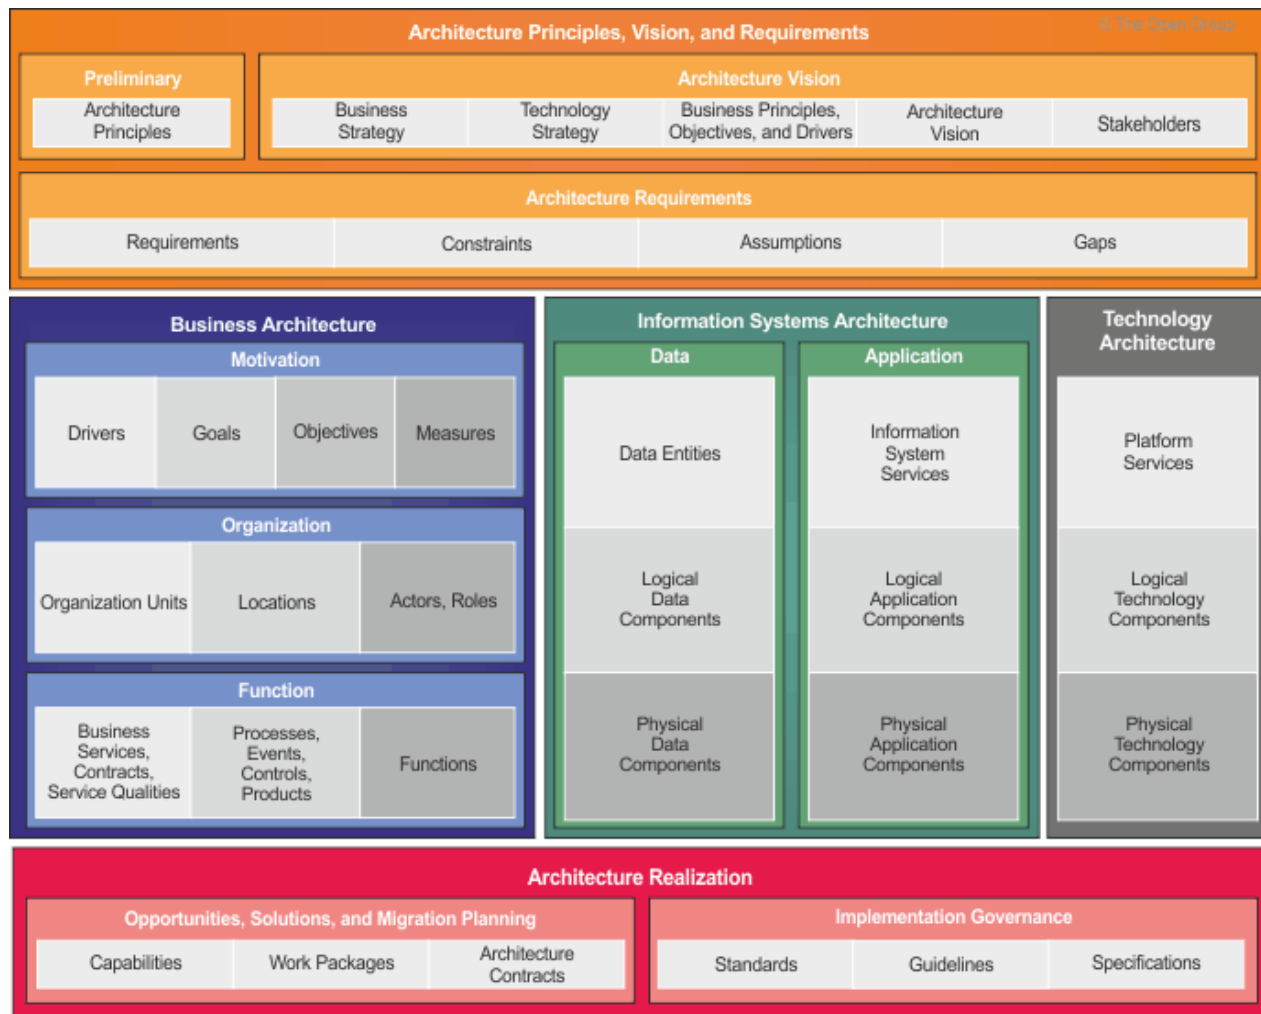 © The Open Group
Architecture Principles, Vision, and Requirements
Preliminary
Architecture
Principles
Architecture Vision
Business
Strategy
Technology
Strategy
Business Principles,
Objectives, and Drivers
Architecture
Vision
Stakeholders
Architecture Requirements
Requirements
Constraints
Assumptions
Gaps
Business Architecture
Motivation
Drivers
Goals
Objectives
Measures
Organization
Organization Units
Locations
Actors, Roles
Function
Business
Services,
Contracts,
Service Qualities
Processes,
Events,
Controls,
Products
Functions
Information Systems Architecture
Data
Data Entities
Logical
Data
Components
Physical
Data
Components
Application
Information
System
Services
Logical
Application
Components
Physical
Application
Components
Technology
Architecture
Platform
Services
Logical
Technology
Components
Physical
Technology
Components
Architecture Realization
Opportunities, Solutions, and Migration Planning
Capabilities
Work Packages
Architecture
Contracts
Implementation Governance
Standards
Guidelines
Specifications